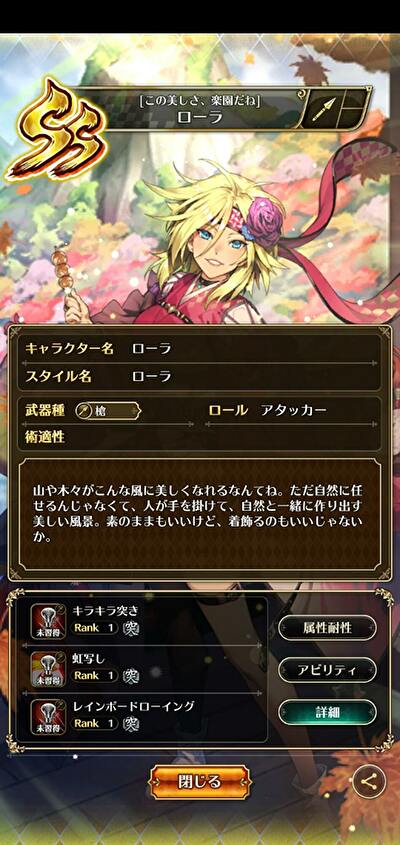 SS
[この美しさ、楽園だね]
ローラ
キャラクター名 ローラ
スタイル名 ローラ
武器種 槍 ロール アタッカー
術適性
山や木々がこんな風に美しくなれるなんてね。ただ自然に任
せるんじゃなくて、人が手を掛けて、自然と一緒に作り出す
美しい風景。素のままもいいけど、着飾るのもいいじゃない
か。
キラキラ突き
未習得 Rank 1 突
属性耐性
虹写し
未習得 Rank 1 突
アビリティ
レインボードローイング
未習得 Rank 1 突
詳細
閉じる